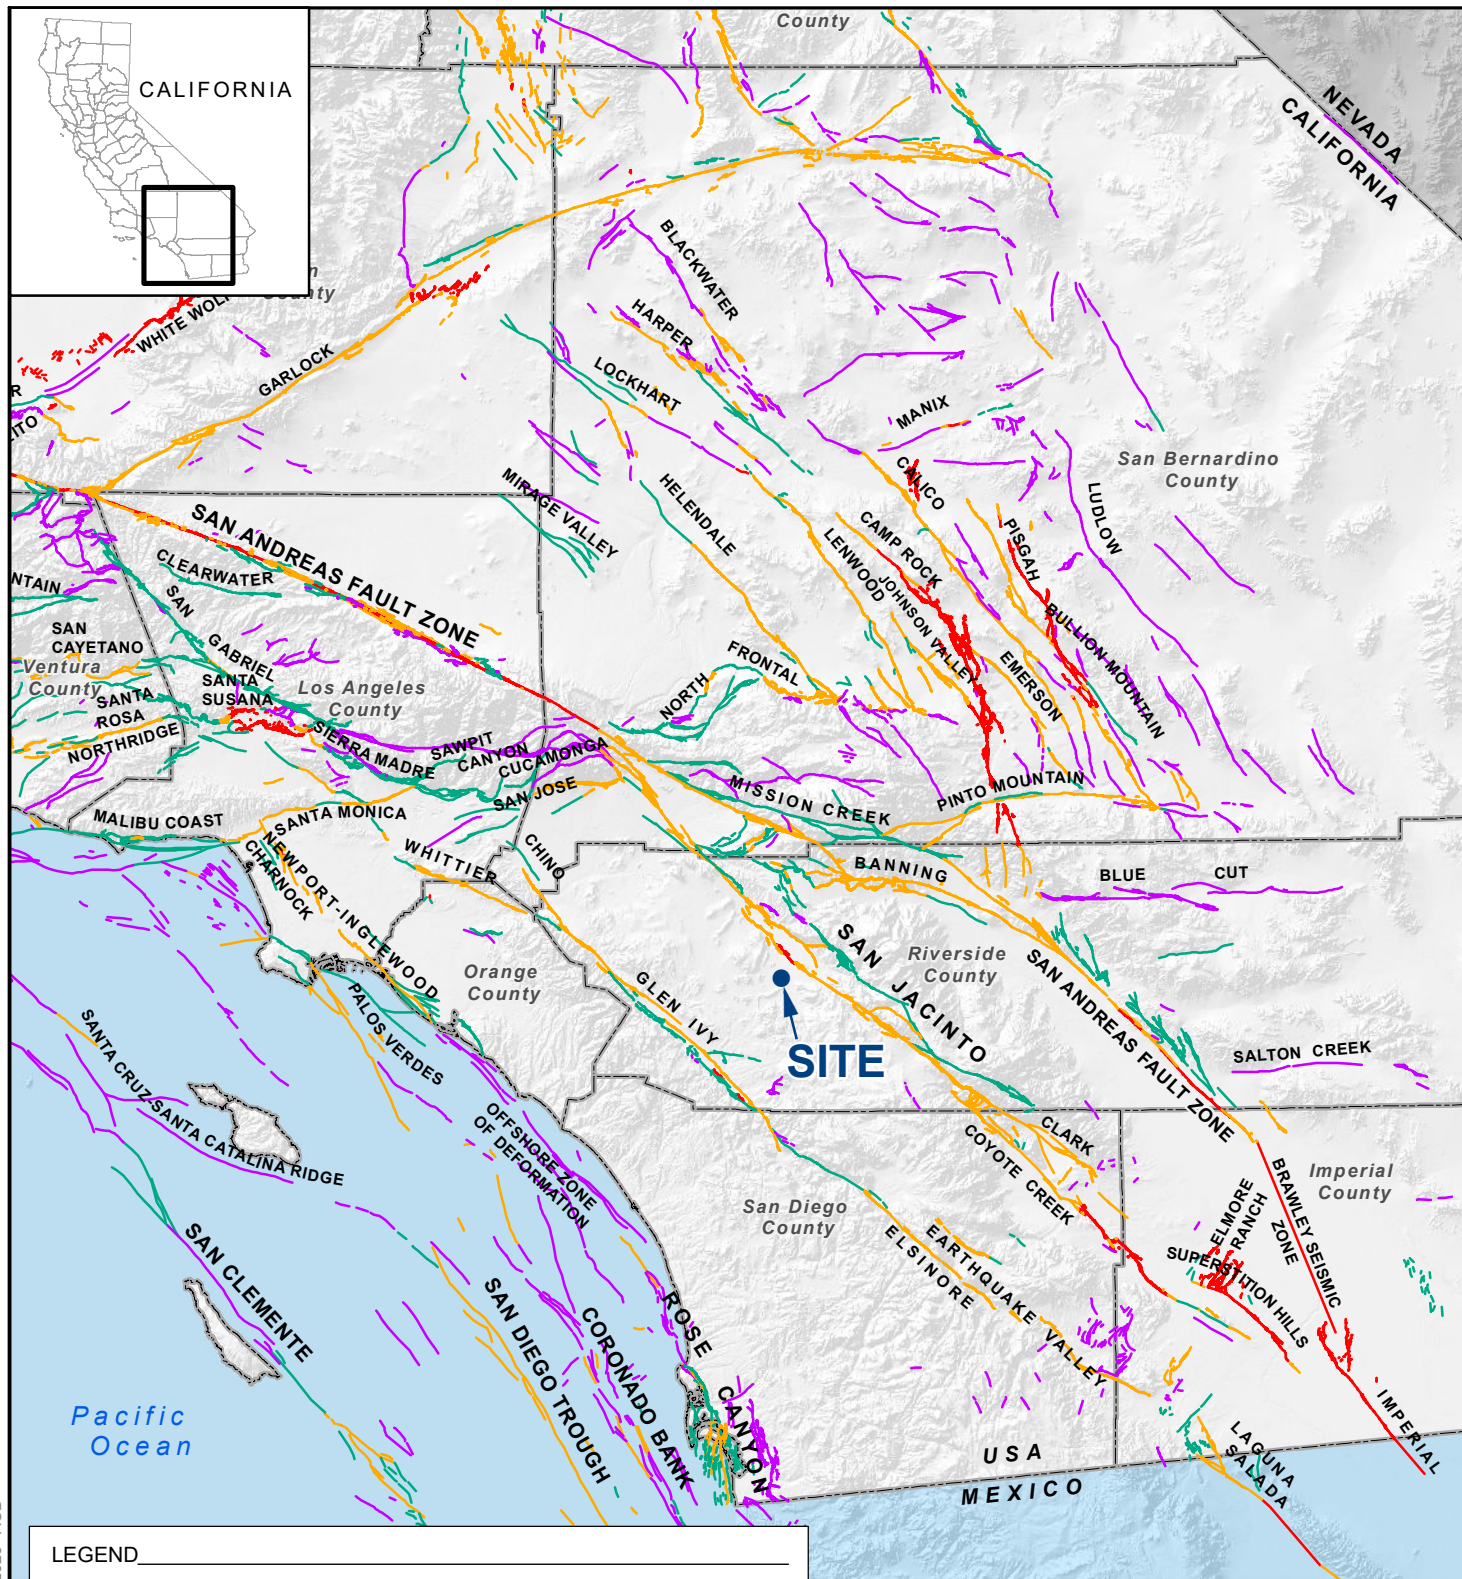 County
CALIFORNIA
NEVADA
CALIFORNIA
WHITE WOLF
GARLOCK
BLACKWATER
HARPER
LOCKHART
MANIX
San Bernardino
County
CALICO
LUDLOW
PISGAH
MIRAGE VALLEY
HELENDALE
CAMP ROCK
LENWOOD
JOHNSON VALLEY
BULLION MOUNTAIN
EMERSON
SAN ANDREAS FAULT ZONE
CLEARWATER
SAN
GABRIEL
NTAIN
SAN
CAYETANO
Ventura
County
SANTA
SUSANA
Los Angeles
County
SANTA
ROSA
NORTHRIDGE
SIERRA MADRE
SAWPIT
CANYON
CUCAMONGA
SAN JOSE
NORTH
FRONTAL
MISSION CREEK
PINTO MOUNTAIN
MALIBU COAST
SANTA MONICA
NEWPORT-INGLEWOOD
CHARNOCK
WHITTIER
CHINO
BANNING
BLUE CUT
SAN JACINTO
Riverside
County
SAN ANDREAS FAULT ZONE
Orange
County
GLEN IVY
SITE
PALOS VERDES
SALTON CREEK
SANTA CRUZ-SANTA CATALINA RIDGE
OFFSHORE ZONE
OF DEFORMATION
CLARK
COYOTE CREEK
San Diego
County
Imperial
County
BRAWLEY SEISMIC
ZONE
ELMORE
RANCH
SUPERSTITION HILLS
EARTHQUAKE VALLEY
ELSINORE
SAN CLEMENTE
SAN DIEGO TROUGH
CORONADO BANK
ROSE CANYON
Pacific
Ocean
IMPERIAL
LAGUNA
SALADA
USA
MEXICO
LEGEND